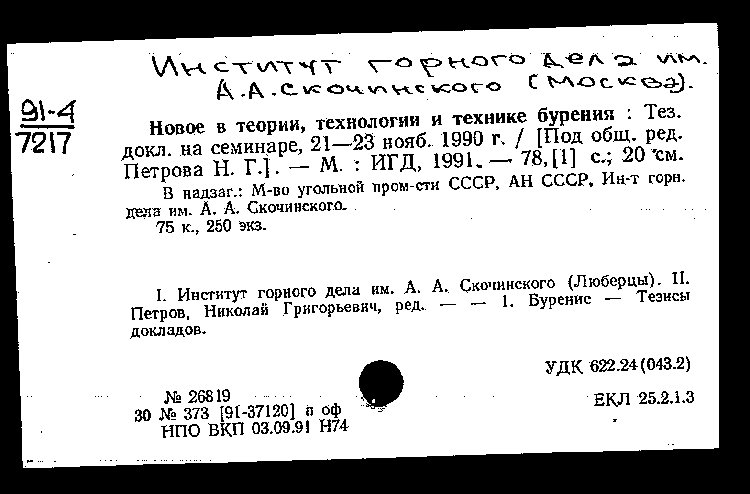 Институт горного дела им.
А.А.Скочинского (Москва).
91-4
7217
Новое в теории, технологии и технике бурения : Тез.
докл. на семинаре, 21—23 нояб. 1990 г. / [Под общ. ред.
Петрова Н. Г.]. — М. : ИГД, 1991. — 78,[1] с.; 20 см.
В надзаг.: М-во угольной пром-сти СССР, АН СССР, Ин-т горн.
дела им. А. А. Скочинского.
75 к., 250 экз.
I. Институт горного дела им. А. А. Скочинского (Люберцы). II.
Петров, Николай Григорьевич, ред. — — 1. Бурение — Тезисы
докладов.
УДК 622.24(043.2)
№ 26819
30 № 373 [91-37120] п оф
ЕКЛ 25.2.1.3
НПО ВКП 03.09.91 Н74